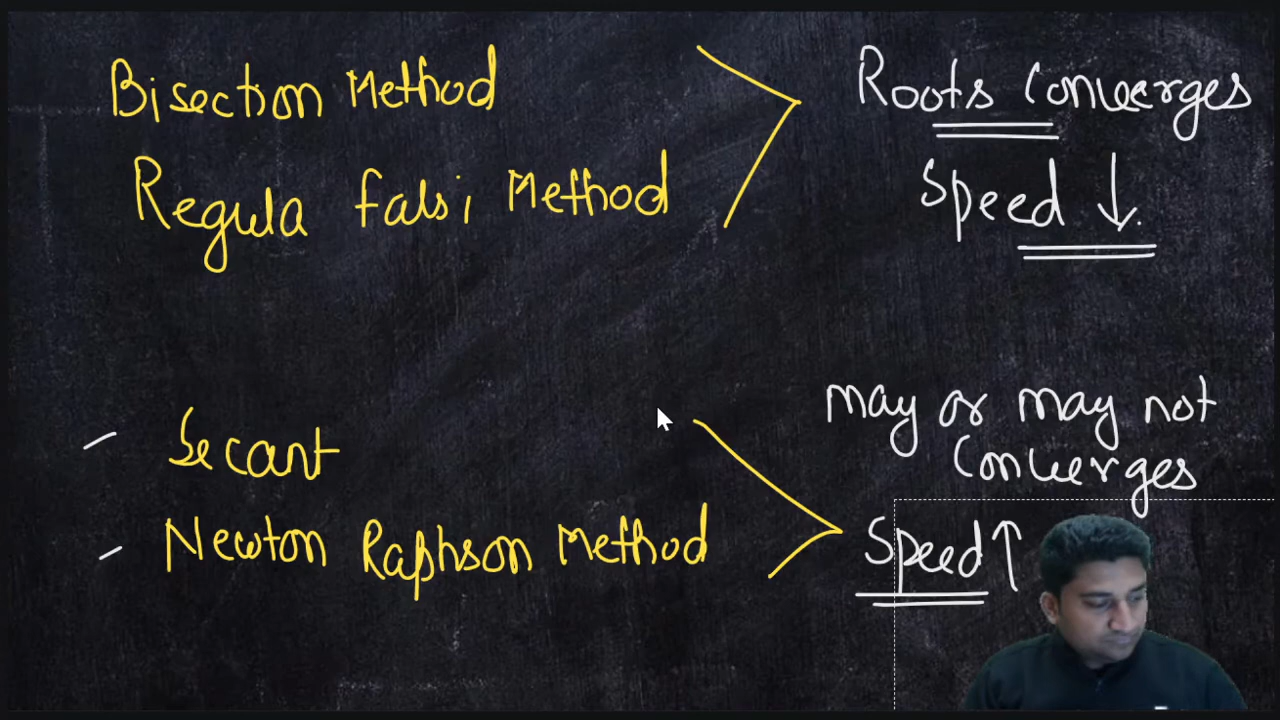 Bisection Method
Regula falsi Method
Roots Converges
Speed ↓
Secant
Newton Raphson Method
may or may not
Converges
Speed ↑